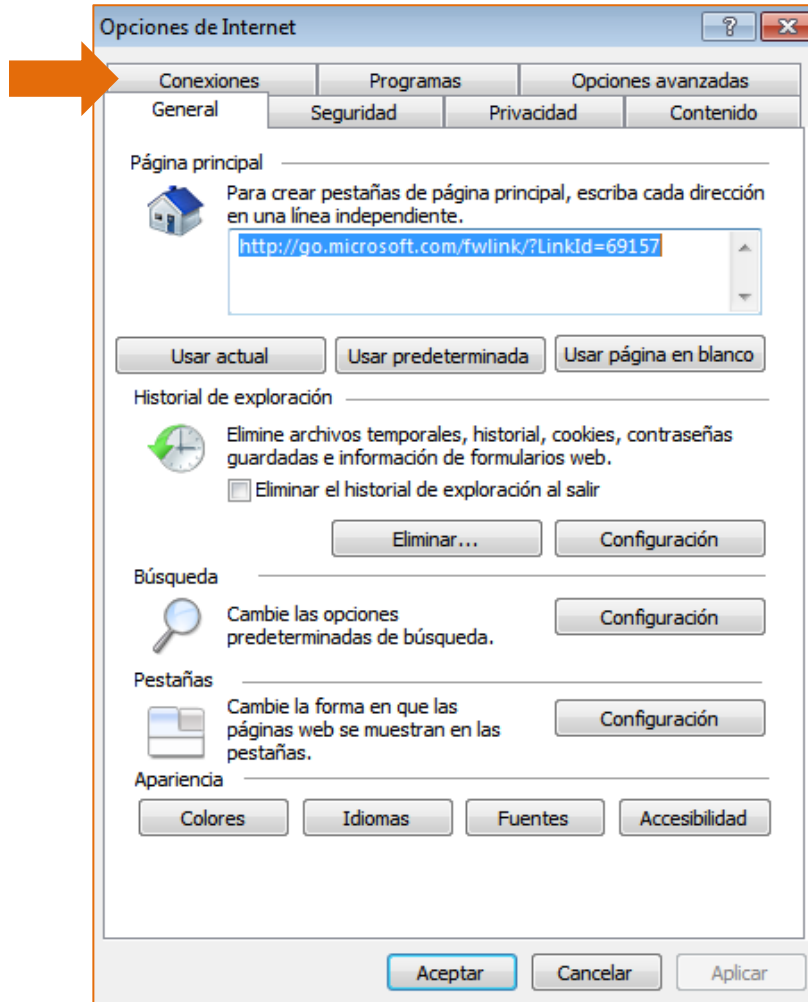 Opciones de Internet
Conexiones Programas Opciones avanzadas
General Seguridad Privacidad Contenido
Página principal
Para crear pestañas de página principal, escriba cada dirección
en una línea independiente.
http://go.microsoft.com/fwlink/?LinkId=69157
Usar actual Usar predeterminada Usar página en blanco
Historial de exploración
Elimine archivos temporales, historial, cookies, contraseñas
guardadas e información de formularios web.
Eliminar el historial de exploración al salir
Eliminar... Configuración
Búsqueda
Cambie las opciones
predeterminadas de búsqueda.
Configuración
Pestañas
Cambie la forma en que las
páginas web se muestran en las
pestañas.
Configuración
Apariencia
Colores Idiomas Fuentes Accesibilidad
Aceptar Cancelar Aplicar